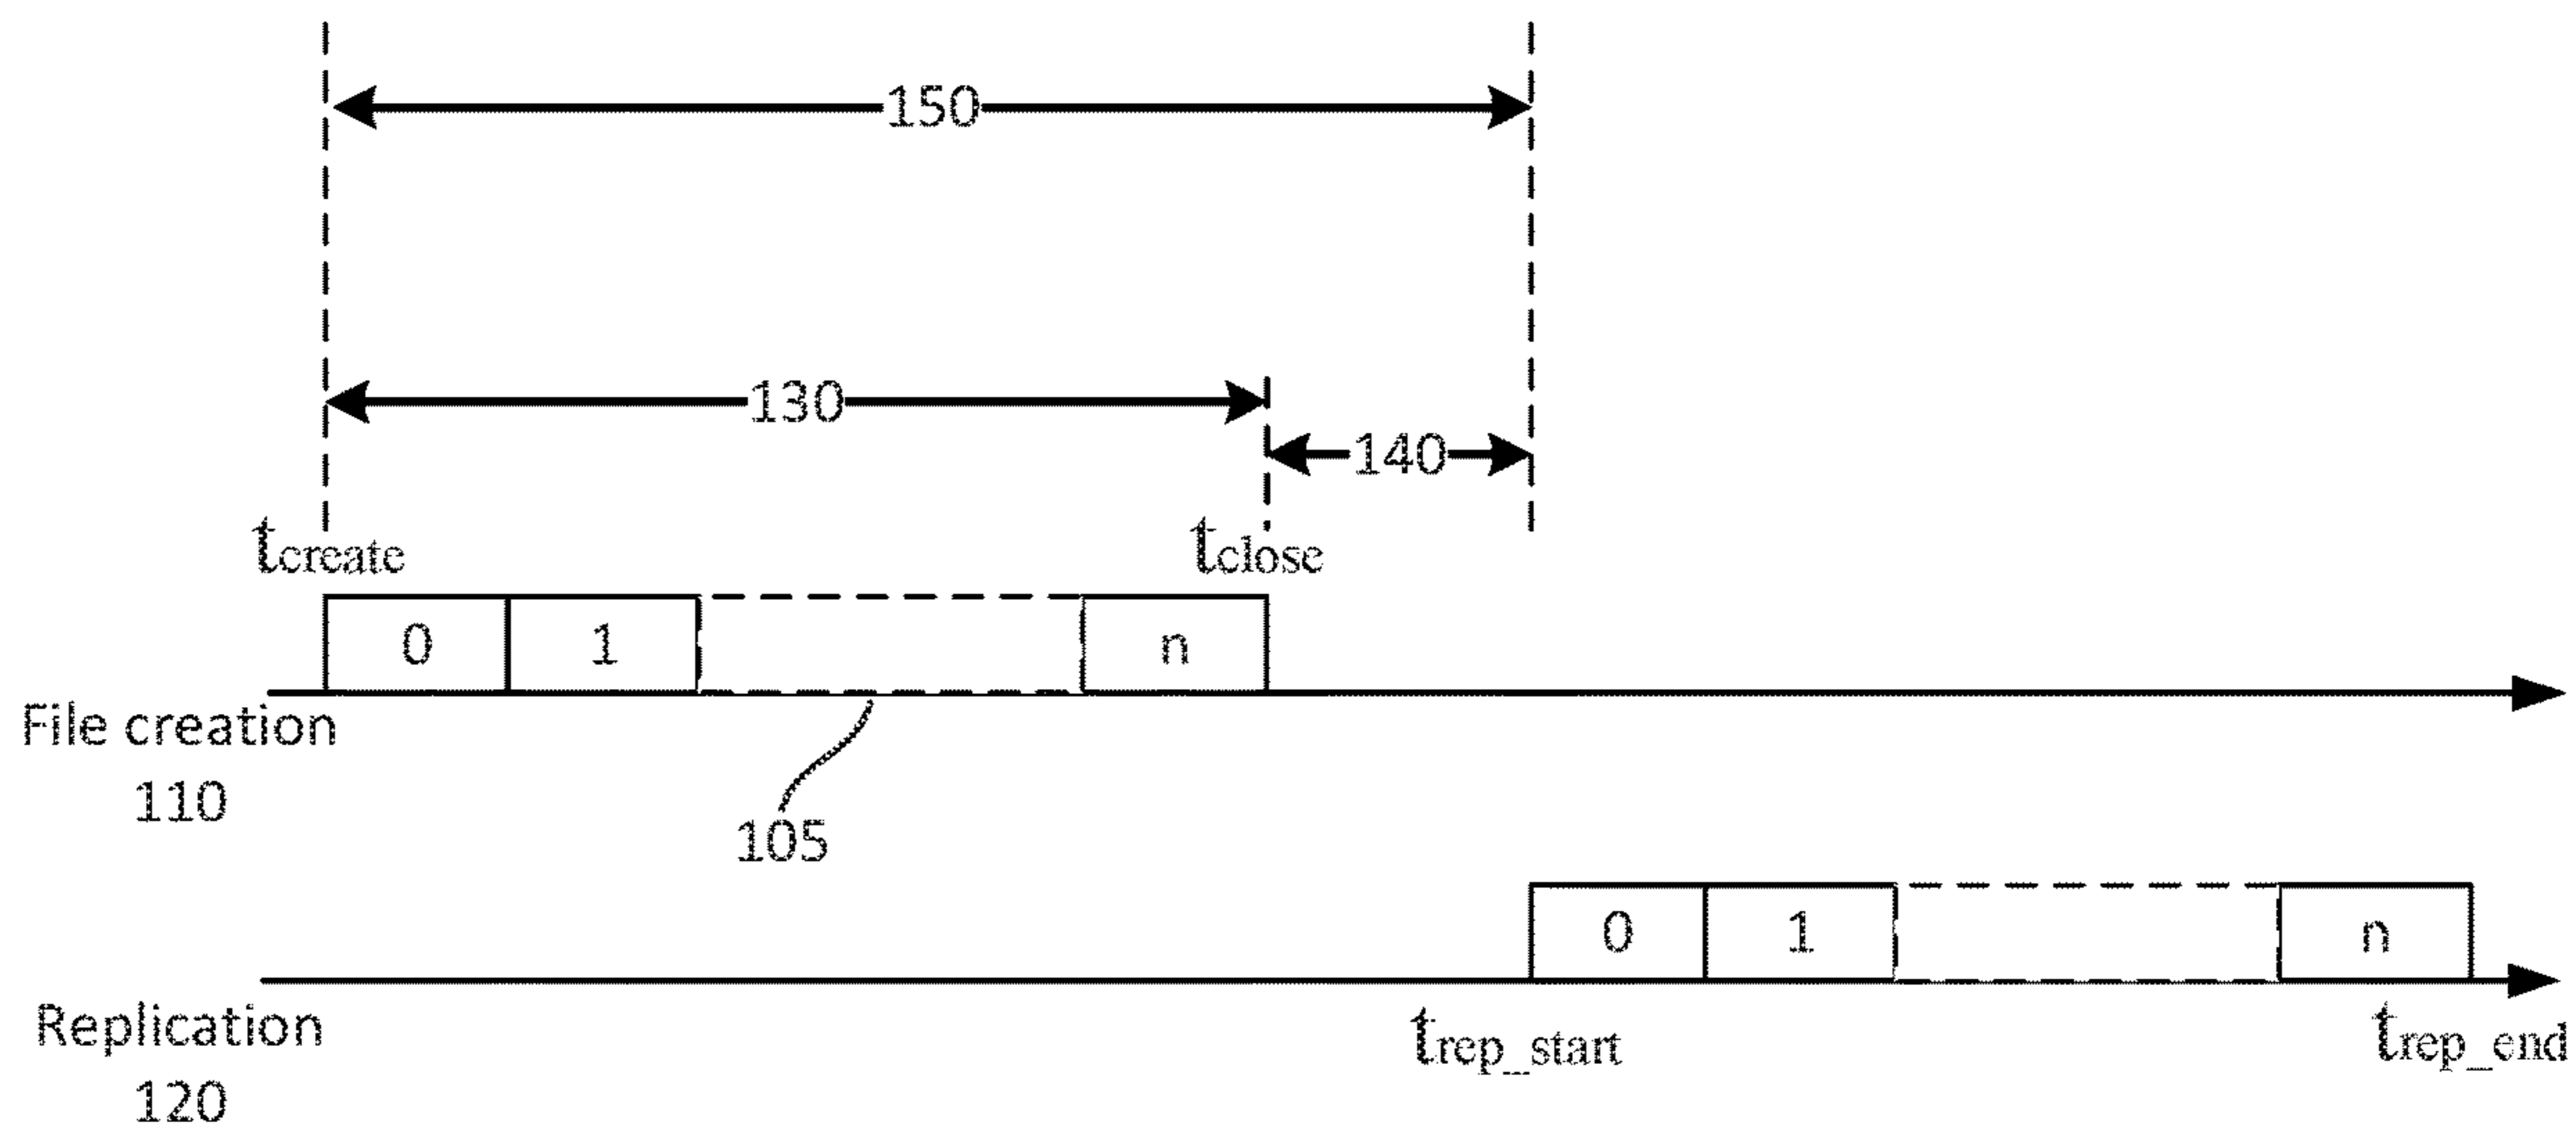 150
130
140
tcreate
tclose
0 1 n
File creation
110
105
0 1 n
Replication
120
trep_start
trep_end